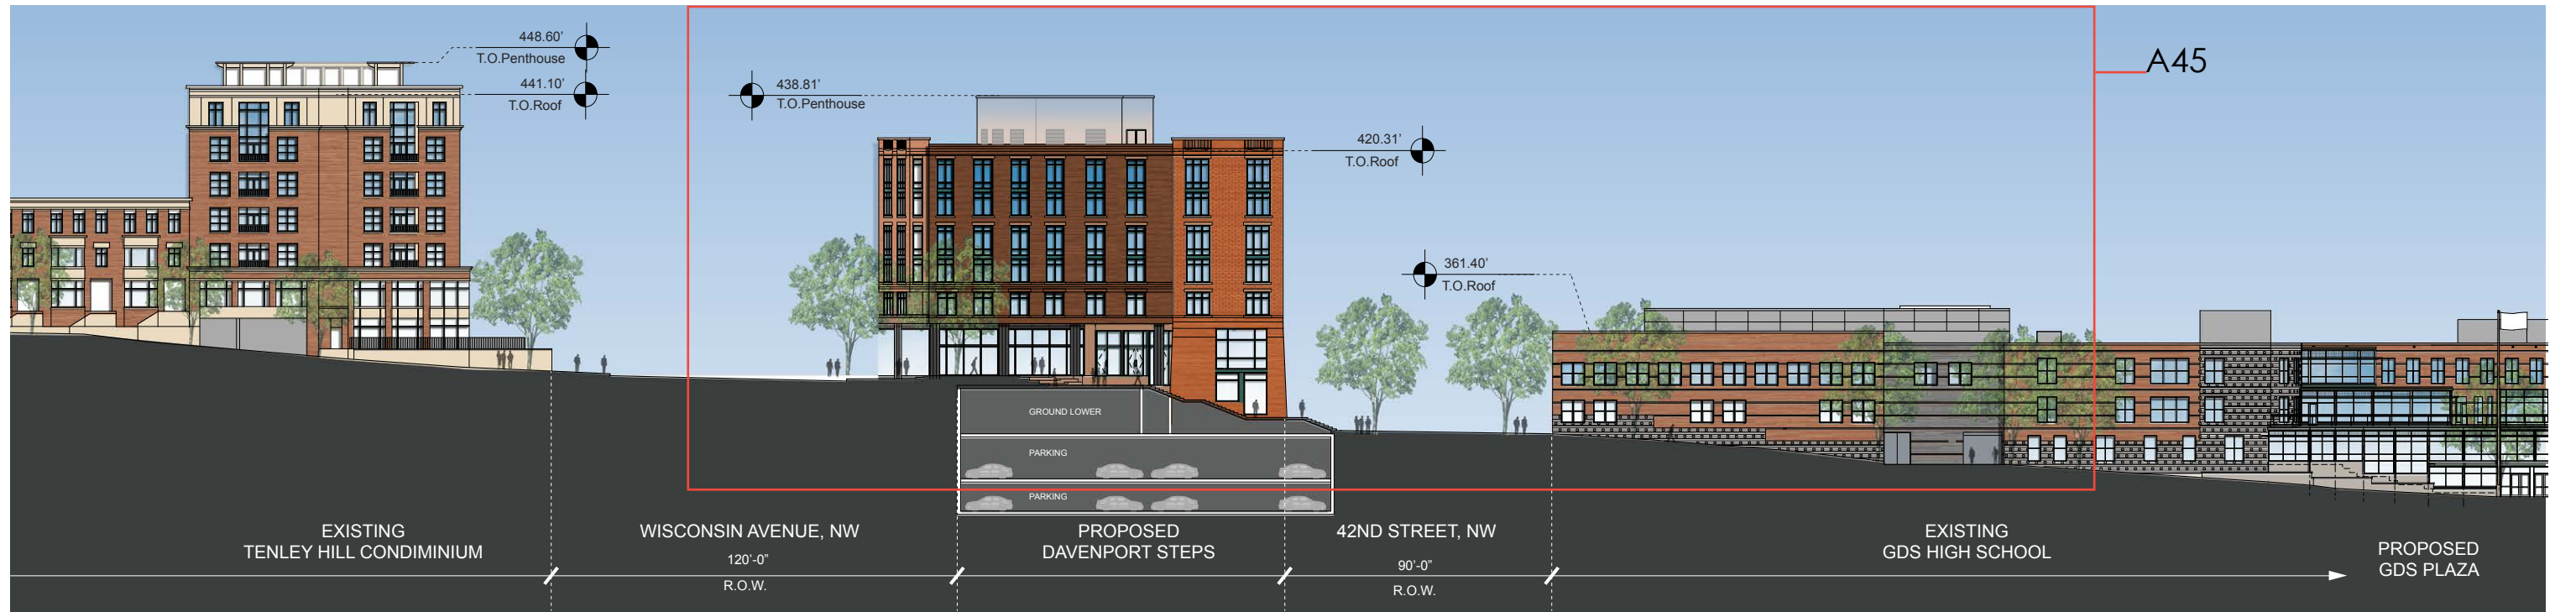 448.60'
T.O.Penthouse
441.10'
T.O.Roof
438.81'
T.O.Penthouse
A45
420.31'
T.O.Roof
361.40'
T.O.Roof
GROUND LOWER
PARKING
PARKING
EXISTING
TENLEY HILL CONDIMINIUM
WISCONSIN AVENUE, NW
120'-0"
R.O.W.
PROPOSED
DAVENPORT STEPS
42ND STREET, NW
90'-0"
R.O.W.
EXISTING
GDS HIGH SCHOOL
PROPOSED
GDS PLAZA